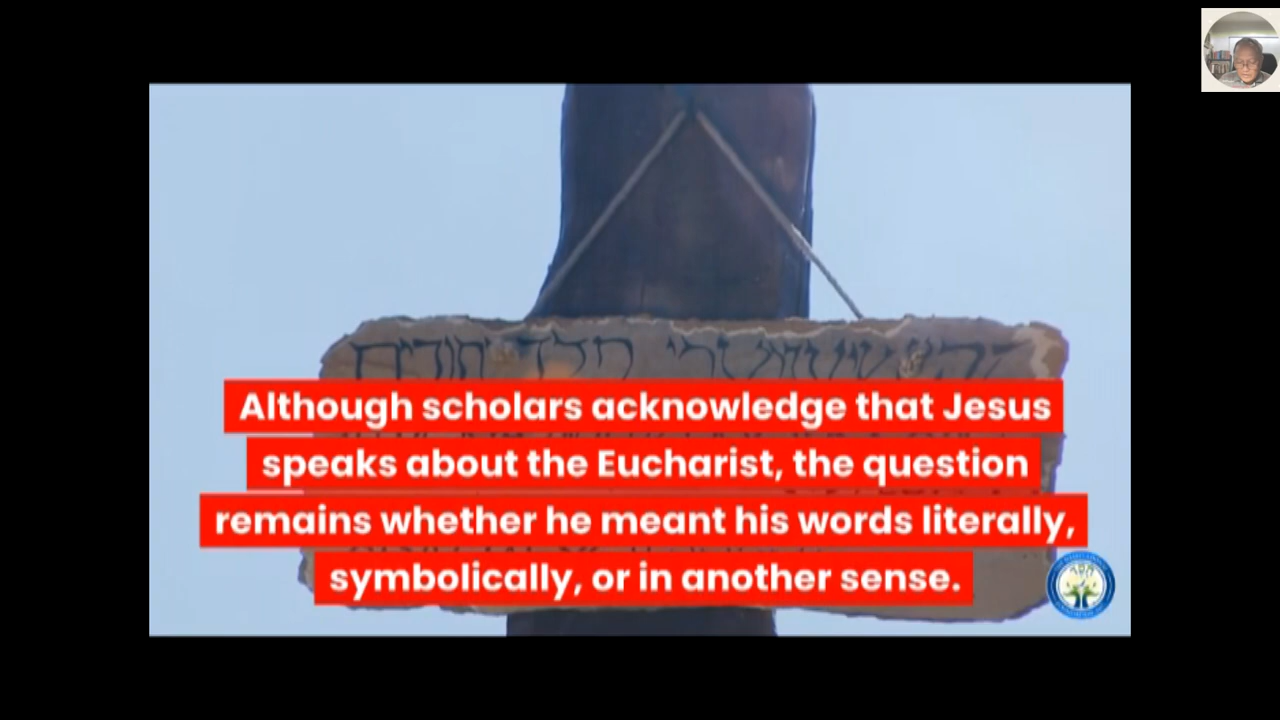 Although scholars acknowledge that Jesus
speaks about the Eucharist, the question
remains whether he meant his words literally,
symbolically, or in another sense.